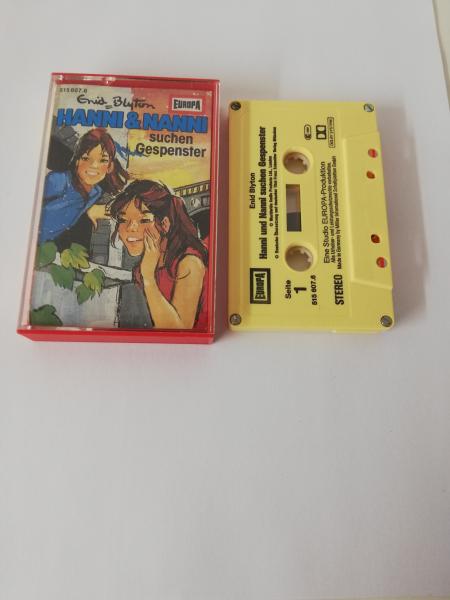 515 607.6
Enid Blyton
EUROPA
HANNI & NANNI
suchen
Gespenster
Enid Blyton
Hanni und Nanni suchen Gespenster
EUROPA
Seite
1
515 607.6
Eine Studio EUROPA-Produktion
STEREO